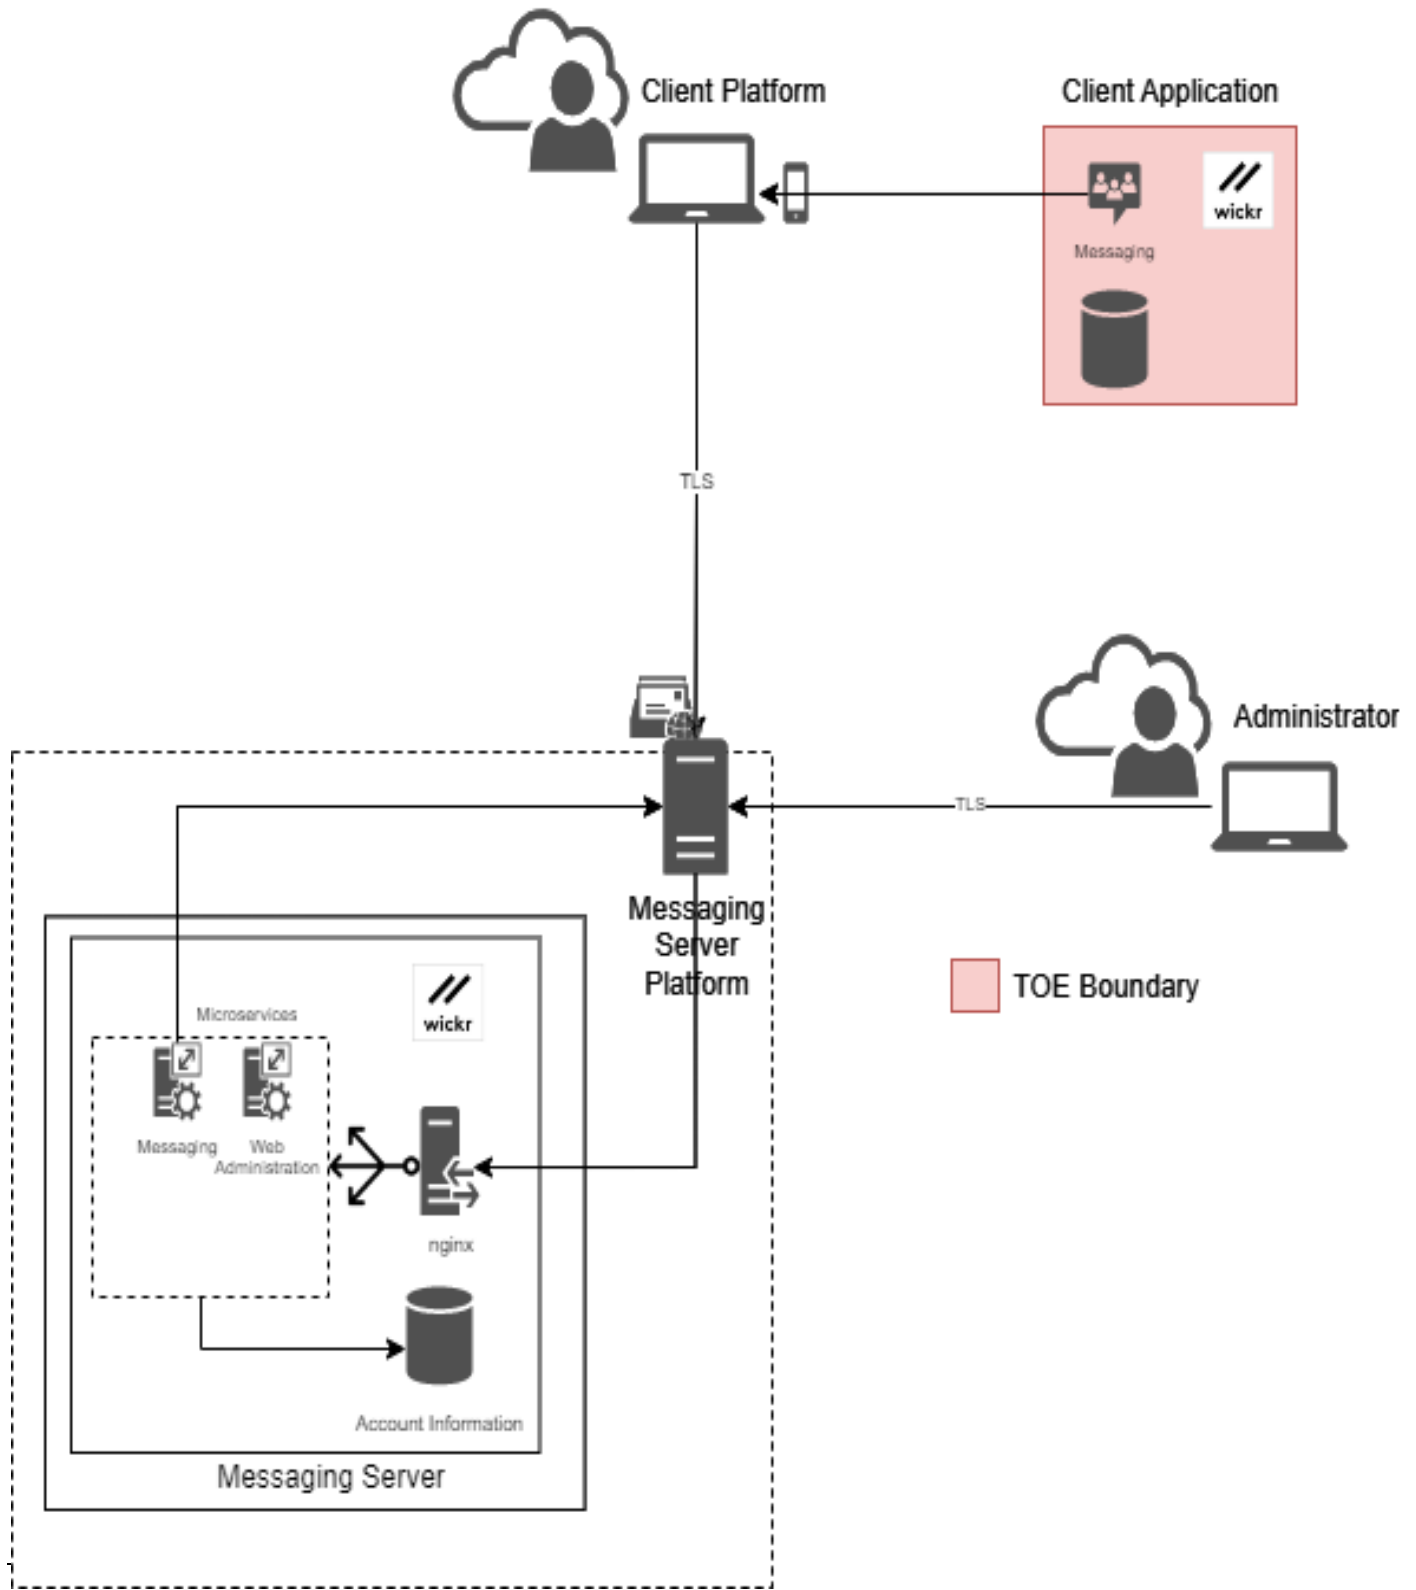 Client Platform
Client Application
wickr
Messaging
TLS
Administrator
TLS
Messaging
Server
Platform
TOE Boundary
wickr
Microservices
Messaging
Web
Administration
nginx
Account Information
Messaging Server